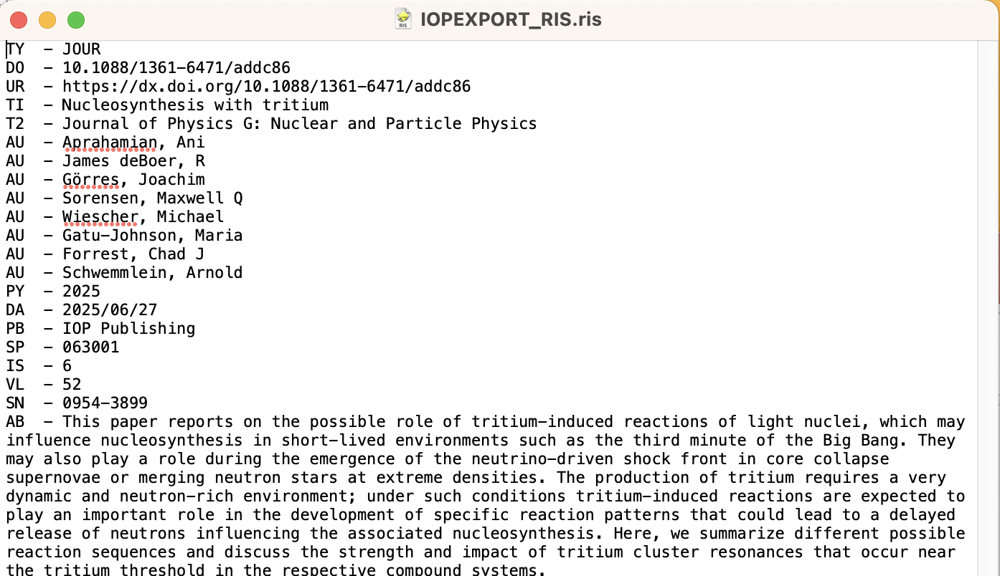 RIS
IOPEXPORT_RIS.ris
TY  - JOUR
DO  - 10.1088/1361-6471/addc86
UR  - https://dx.doi.org/10.1088/1361-6471/addc86
TI  - Nucleosynthesis with tritium
T2  - Journal of Physics G: Nuclear and Particle Physics
AU  - Aprahamian, Ani
AU  - James deBoer, R
AU  - Görres, Joachim
AU  - Sorensen, Maxwell Q
AU  - Wiescher, Michael
AU  - Gatu-Johnson, Maria
AU  - Forrest, Chad J
AU  - Schwemmlein, Arnold
PY  - 2025
DA  - 2025/06/27
PB  - IOP Publishing
SP  - 063001
IS  - 6
VL  - 52
SN  - 0954-3899
AB  - This paper reports on the possible role of tritium-induced reactions of light nuclei, which may
influence nucleosynthesis in short-lived environments such as the third minute of the Big Bang. They
may also play a role during the emergence of the neutrino-driven shock front in core collapse
supernovae or merging neutron stars at extreme densities. The production of tritium requires a very
dynamic and neutron-rich environment; under such conditions tritium-induced reactions are expected to
play an important role in the development of specific reaction patterns that could lead to a delayed
release of neutrons influencing the associated nucleosynthesis. Here, we summarize different possible
reaction sequences and discuss the strength and impact of tritium cluster resonances that occur near
the tritium threshold in the respective compound systems.